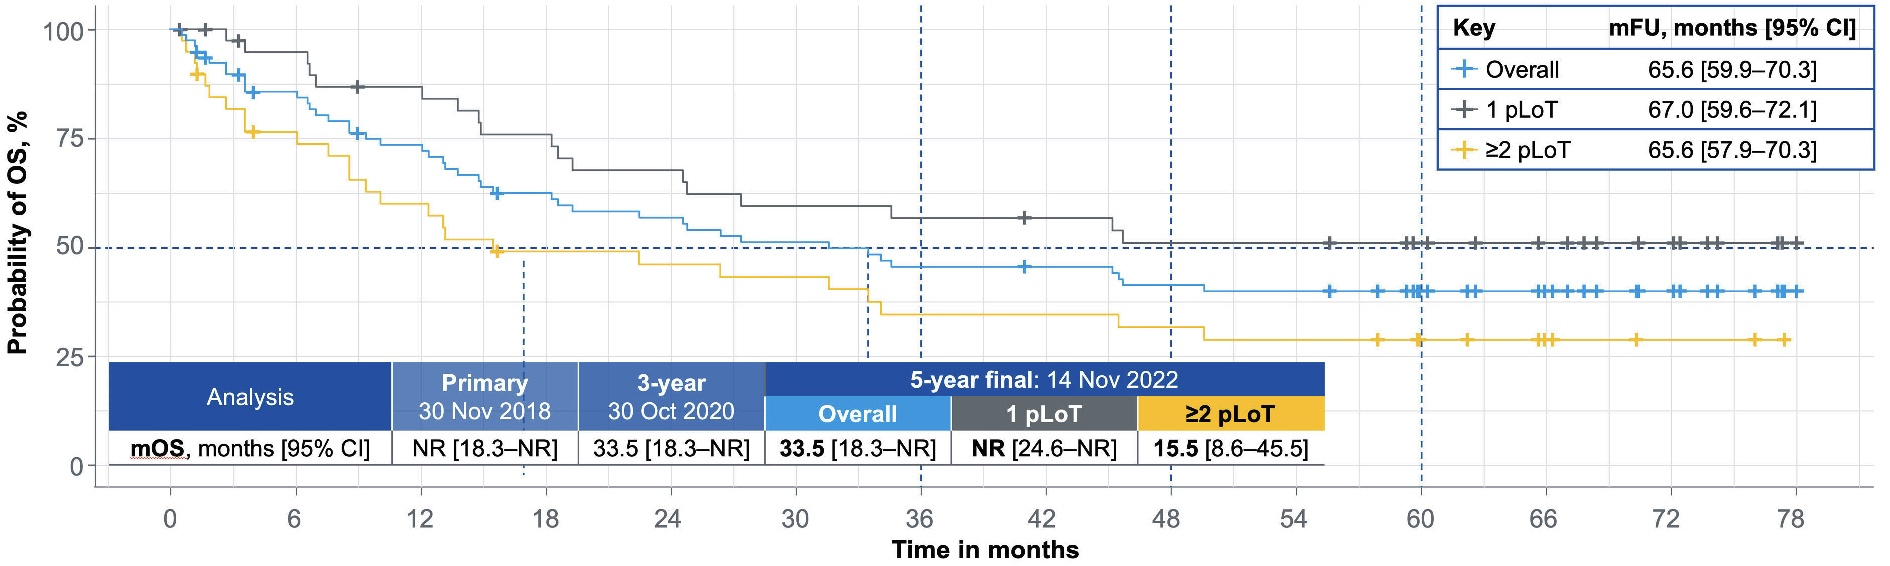 Probability of OS, %
100
75
50
25
0
Key mFU, months [95% CI]
Overall 65.6 [59.9–70.3]
1 pLoT 67.0 [59.6–72.1]
≥2 pLoT 65.6 [57.9–70.3]
Analysis
Primary
30 Nov 2018
3-year
30 Oct 2020
5-year final: 14 Nov 2022
Overall 1 pLoT ≥2 pLoT
mOS, months [95% CI] NR [18.3–NR] 33.5 [18.3–NR] 33.5 [18.3–NR] NR [24.6–NR] 15.5 [8.6–45.5]
0 6 12 18 24 30 36 42 48 54 60 66 72 78
Time in months